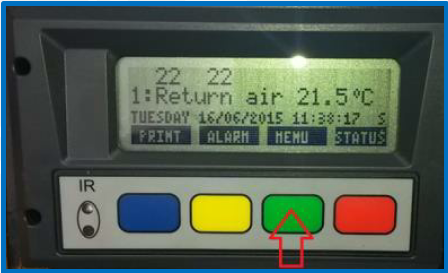 22 22
1:Return air 21.5°C
TUESDAY 16/06/2015 11:38:17 S
PRINT ALARM MENU STATUS
IR